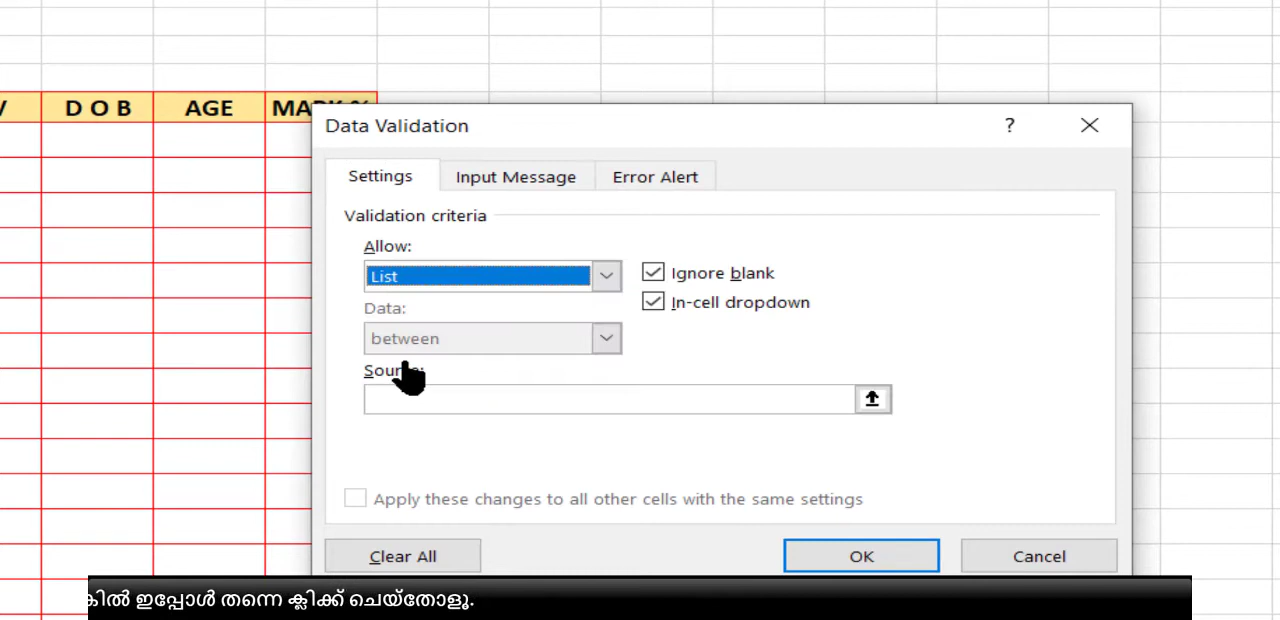 D O B AGE
Data Validation ?
Settings Input Message Error Alert
Validation criteria
Allow:
List Ignore blank
In-cell dropdown
Data:
between
Apply these changes to all other cells with the same settings
Clear All OK Cancel
ഇപ്പോൾ തന്നെ ക്ലിക്ക് ചെയ്തോളൂ.